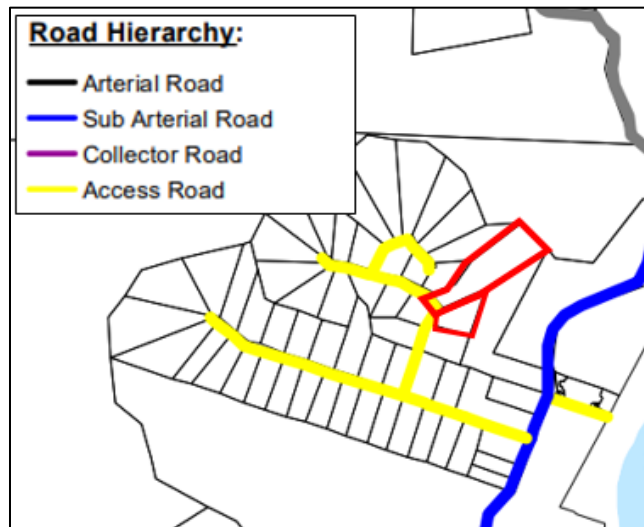 Road Hierarchy:
Arterial Road
Sub Arterial Road
Collector Road
Access Road